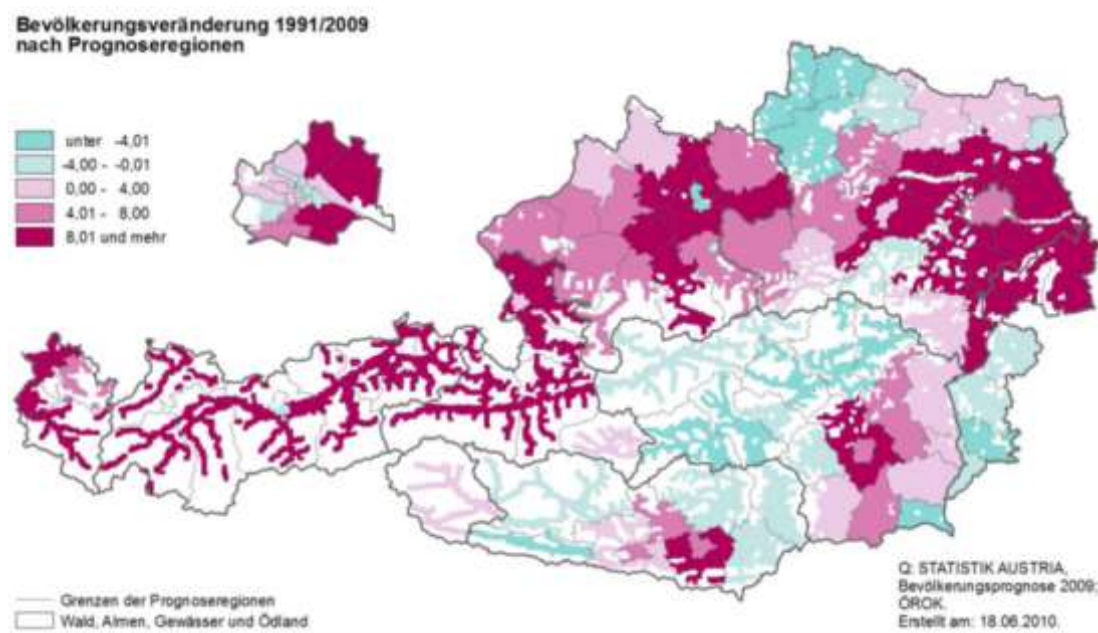 Bevölkerungsveränderung 1991/2009
nach Prognoseregionen
unter -4,01
-4,00 - -0,01
0,00 - 4,00
4,01 - 8,00
8,01 und mehr
Grenzen der Prognoseregionen
Wald, Almen, Gewässer und Ödland
Q: STATISTIK AUSTRIA,
Bevölkerungsprognose 2009;
ÖROK.
Erstellt am: 18.06.2010.